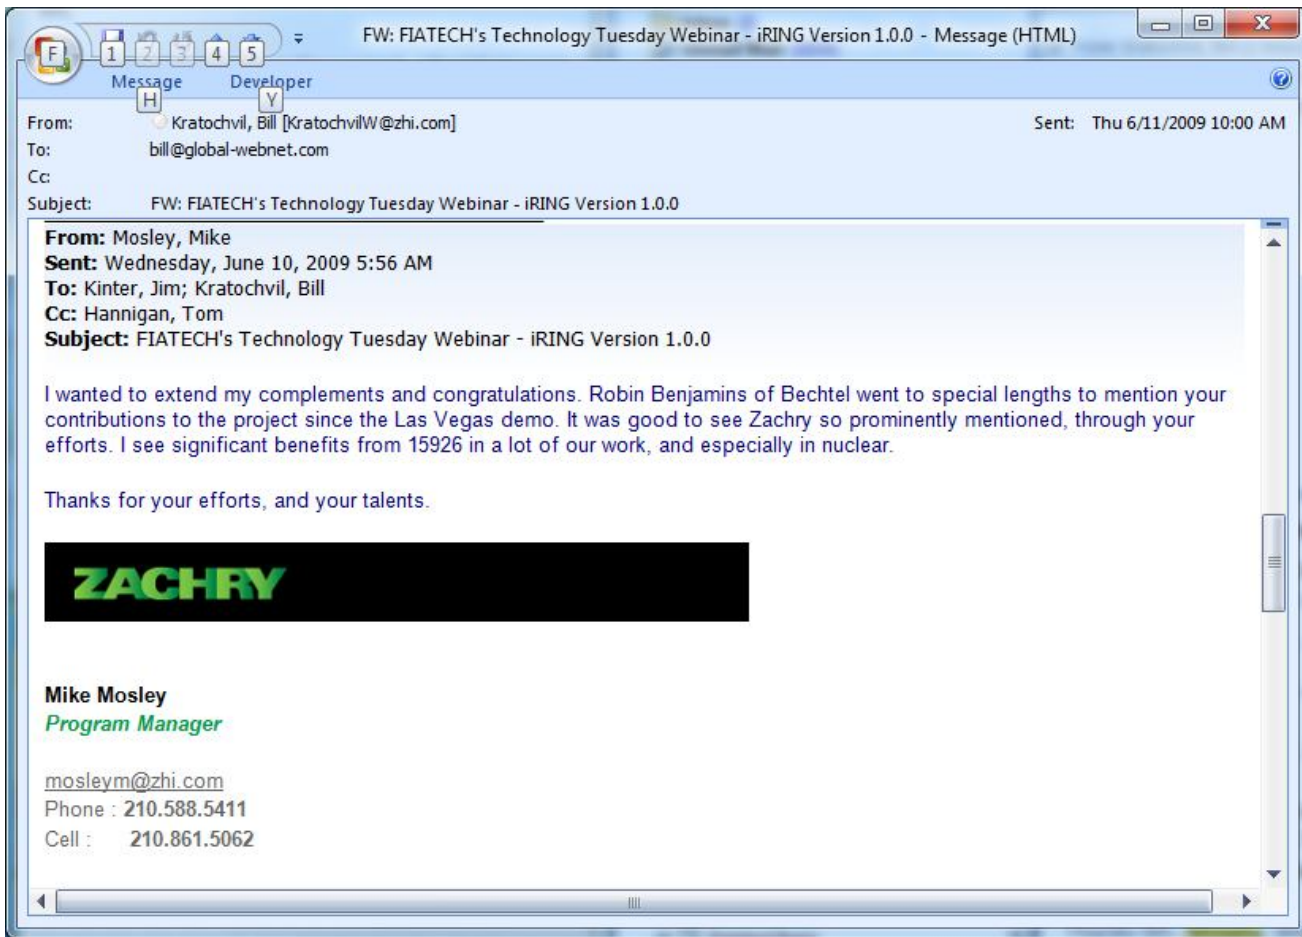 FW: FIATECH's Technology Tuesday Webinar - iRING Version 1.0.0 - Message (HTML)
F 1 2 3 4 5
Message Developer
H Y
From: Kratochvil, Bill [KratochvilW@zhi.com] Sent: Thu 6/11/2009 10:00 AM
To: bill@global-webnet.com
Cc:
Subject: FW: FIATECH's Technology Tuesday Webinar - iRING Version 1.0.0
From: Mosley, Mike
Sent: Wednesday, June 10, 2009 5:56 AM
To: Kinter, Jim; Kratochvil, Bill
Cc: Hannigan, Tom
Subject: FIATECH's Technology Tuesday Webinar - iRING Version 1.0.0
I wanted to extend my complements and congratulations. Robin Benjamins of Bechtel went to special lengths to mention your
contributions to the project since the Las Vegas demo. It was good to see Zachry so prominently mentioned, through your
efforts. I see significant benefits from 15926 in a lot of our work, and especially in nuclear.
Thanks for your efforts, and your talents.
ZACHRY
Mike Mosley
Program Manager
mosleym@zhi.com
Phone : 210.588.5411
Cell : 210.861.5062